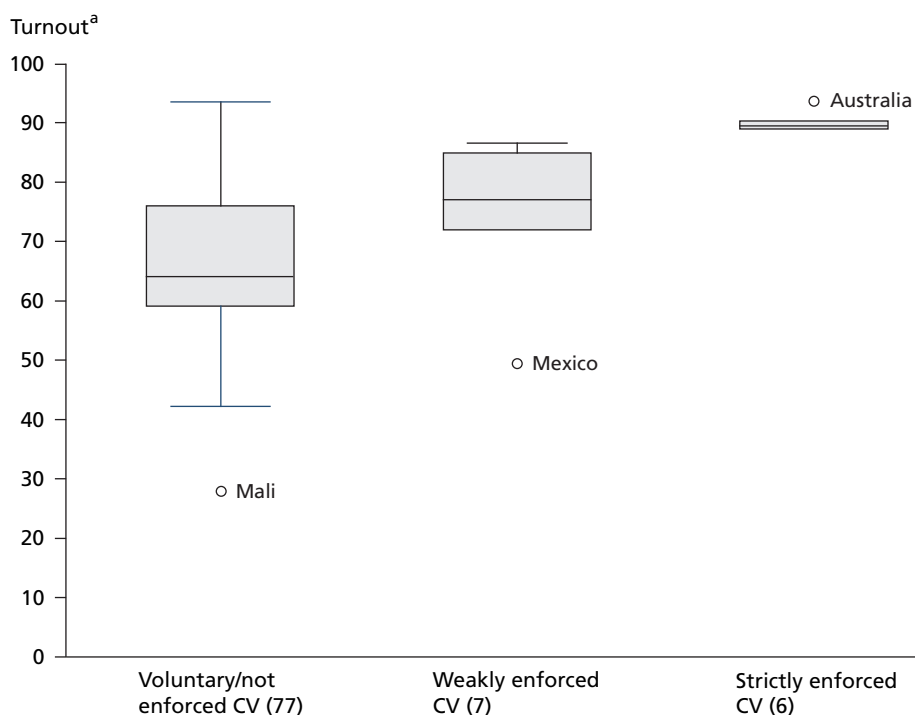 Turnoutᵃ
100
90
80
70
60
50
40
30
20
10
0
Australia
Mexico
Mali
Voluntary/not
enforced CV (77)
Weakly enforced
CV (7)
Strictly enforced
CV (6)